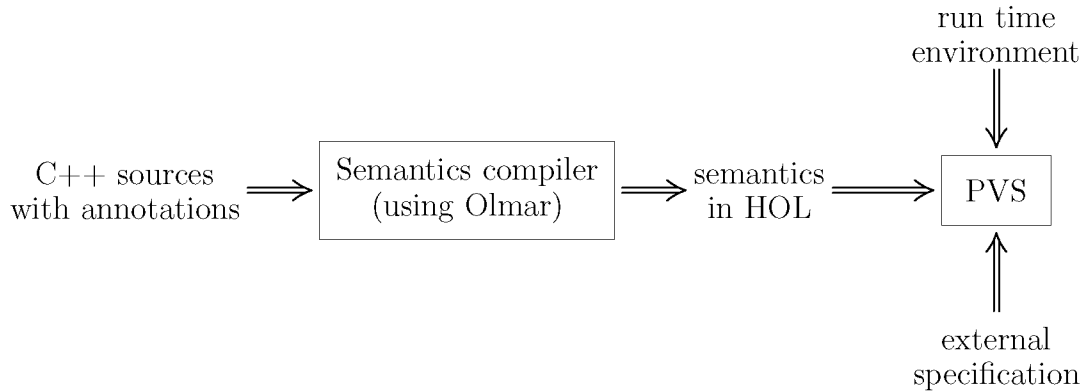 run time
environment
C++ sources
with annotations
Semantics compiler
(using Olmar)
semantics
in HOL
PVS
external
specification